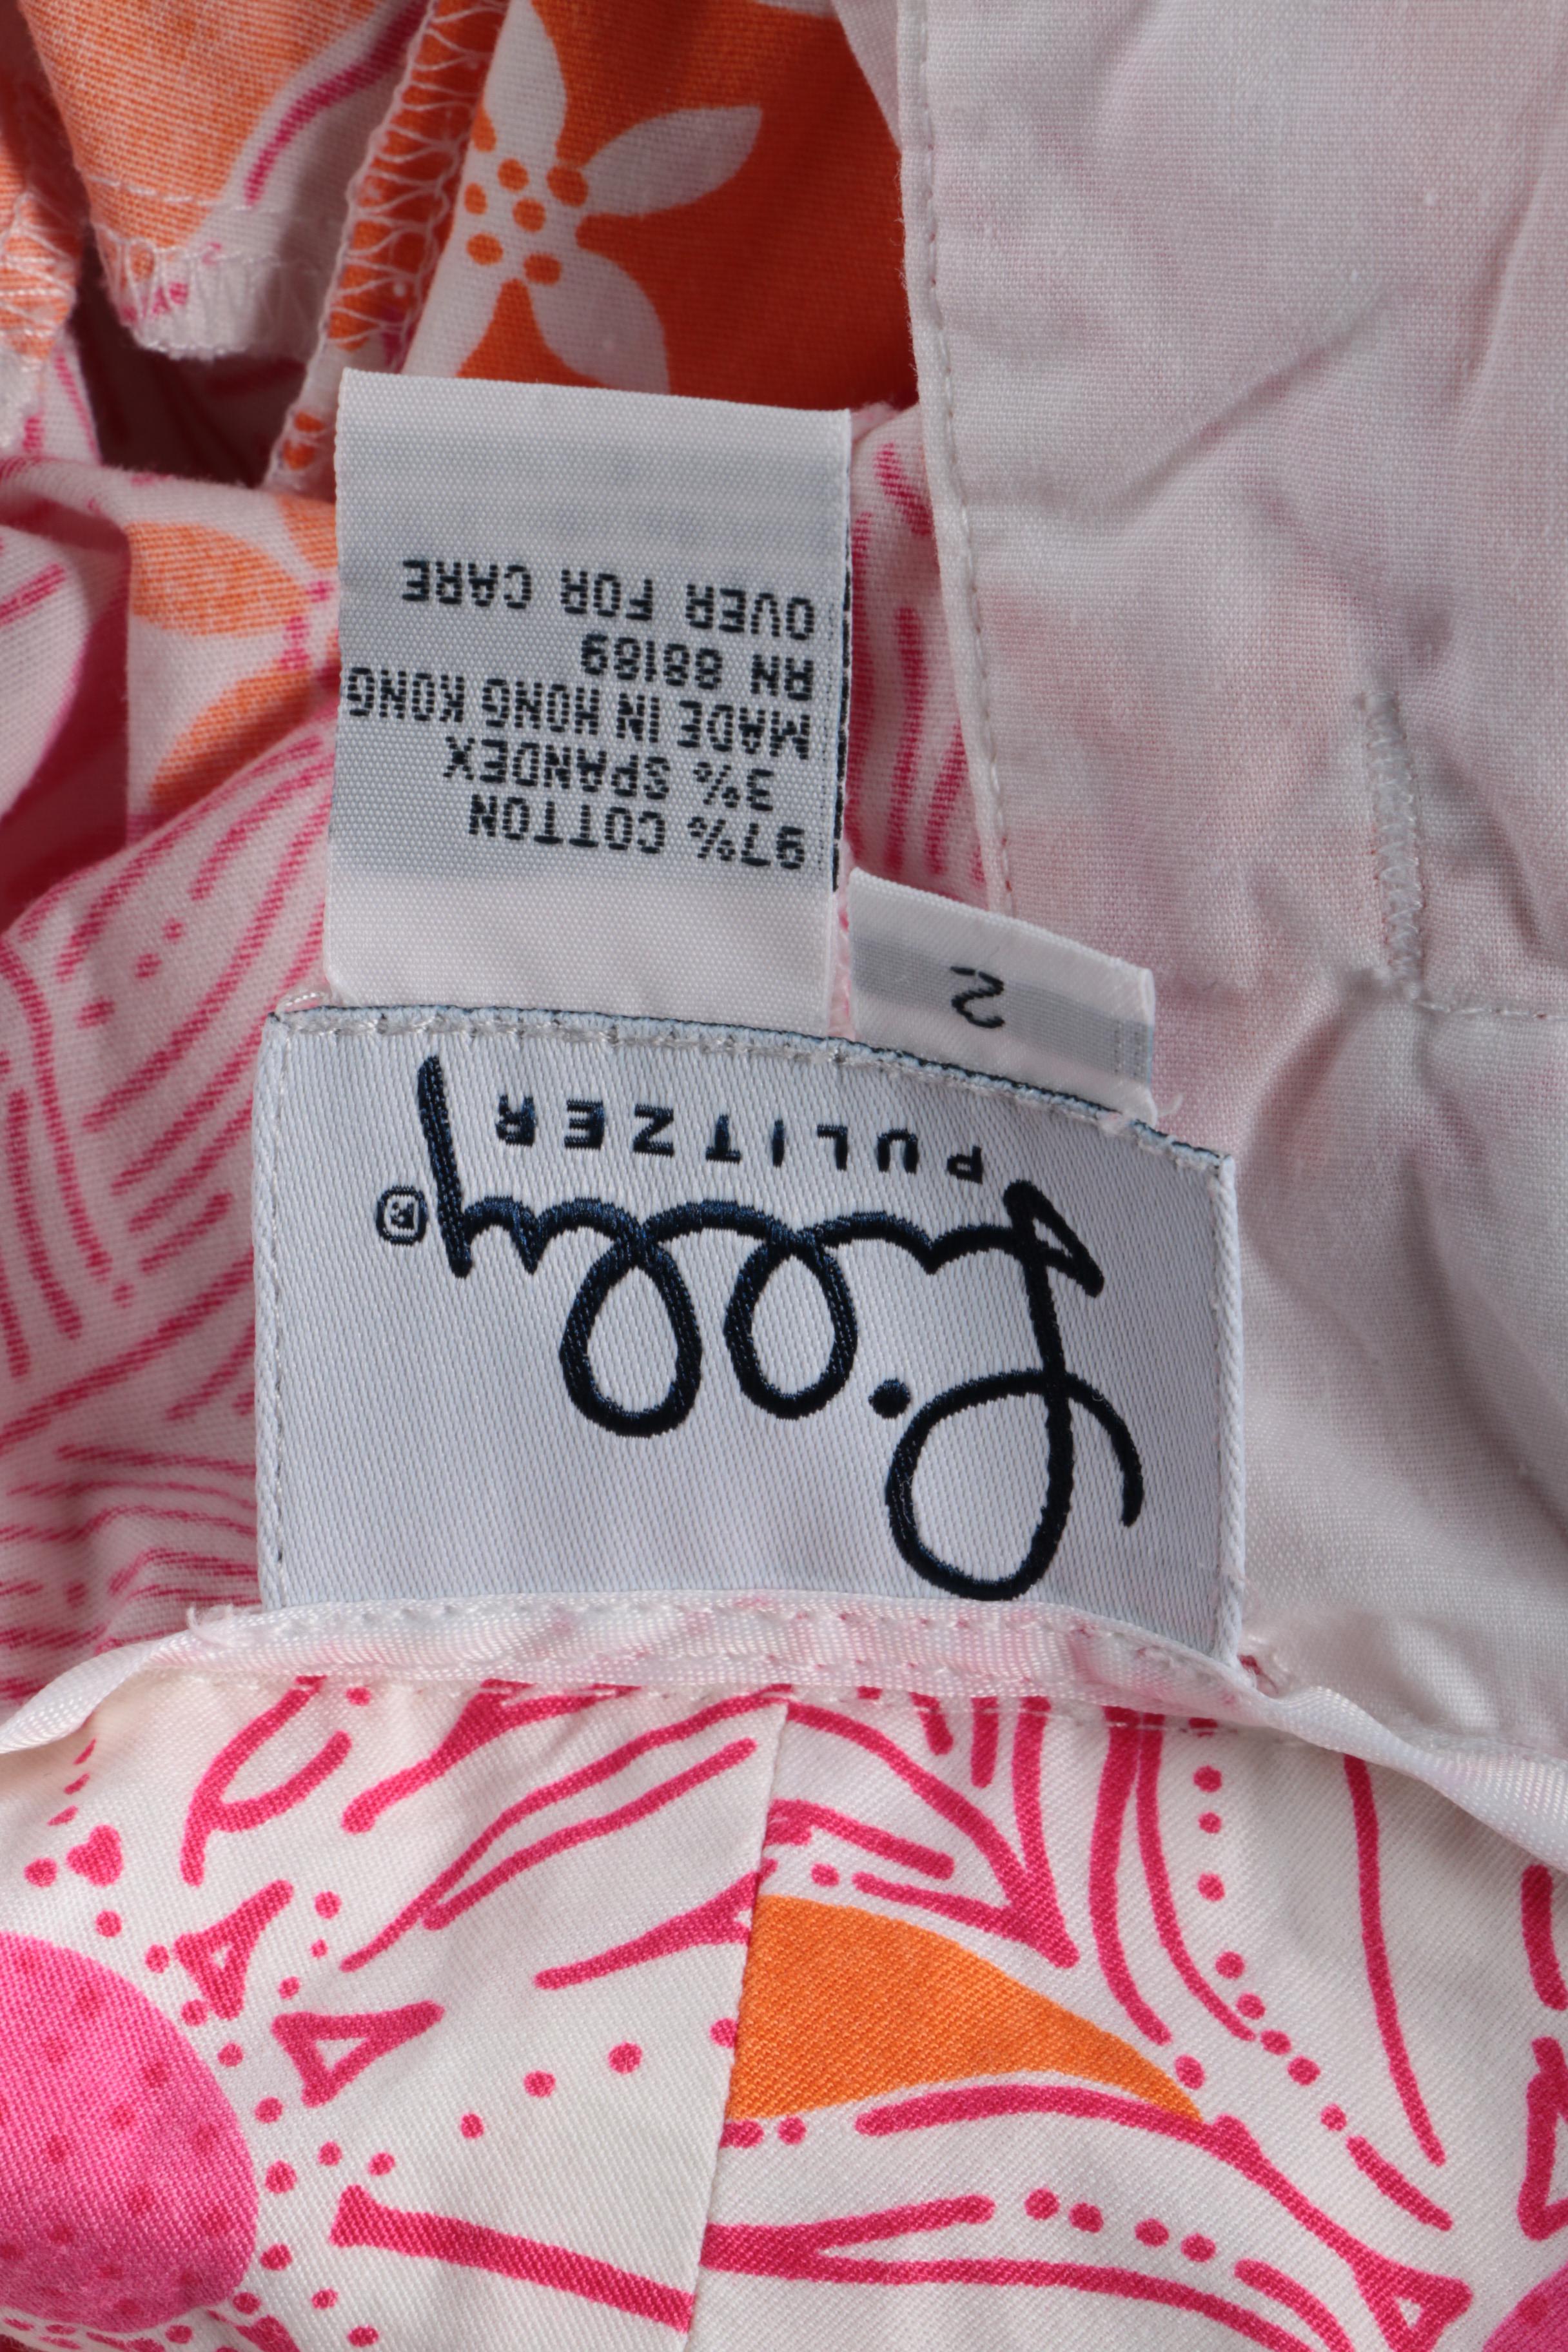 Lilly®
PULITZER
2
97% COTTON
3% SPANDEX
MADE IN HONG KONG
RN 88189
OVER FOR CARE